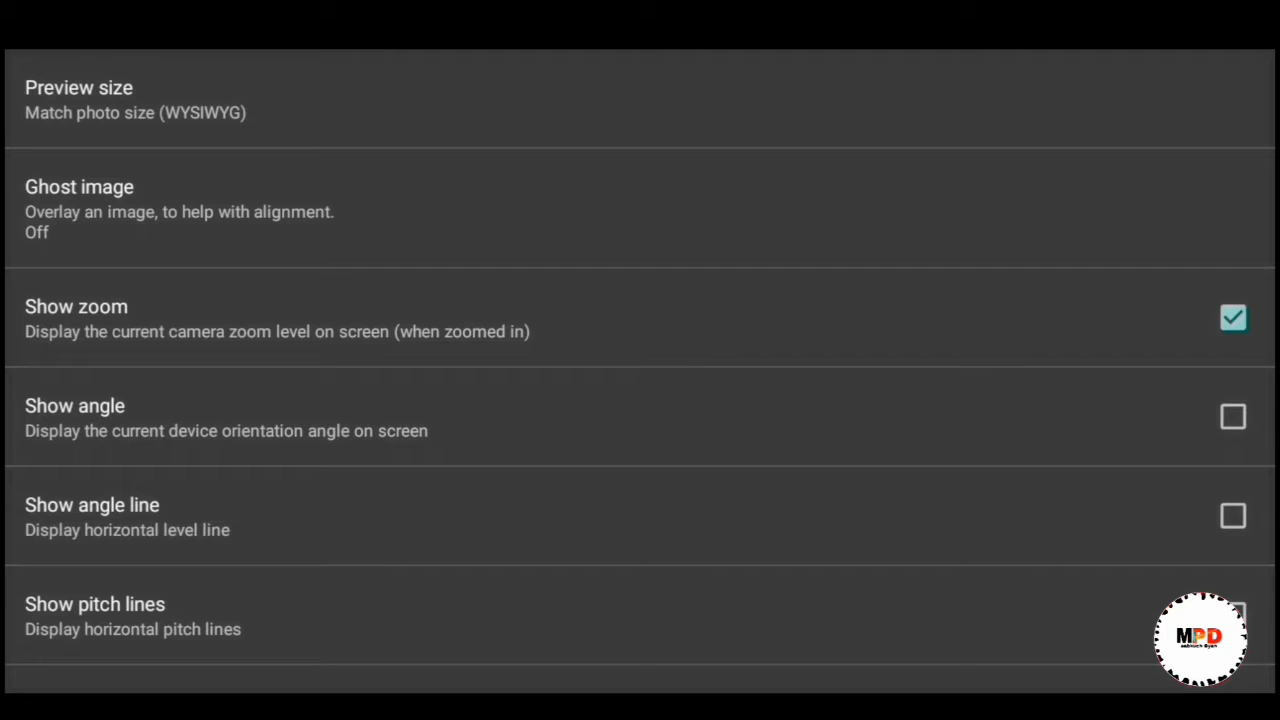 Preview size
Match photo size (WYSIWYG)
Ghost image
Overlay an image, to help with alignment.
Off
Show zoom
Display the current camera zoom level on screen (when zoomed in)
Show angle
Display the current device orientation angle on screen
Show angle line
Display horizontal level line
Show pitch lines
Display horizontal pitch lines
MPD